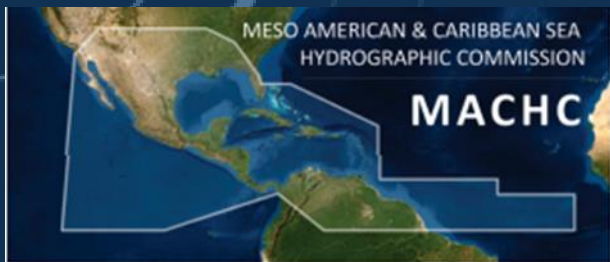 MESO AMERICAN & CARIBBEAN SEA
HYDROGRAPHIC COMMISSION
MACHC